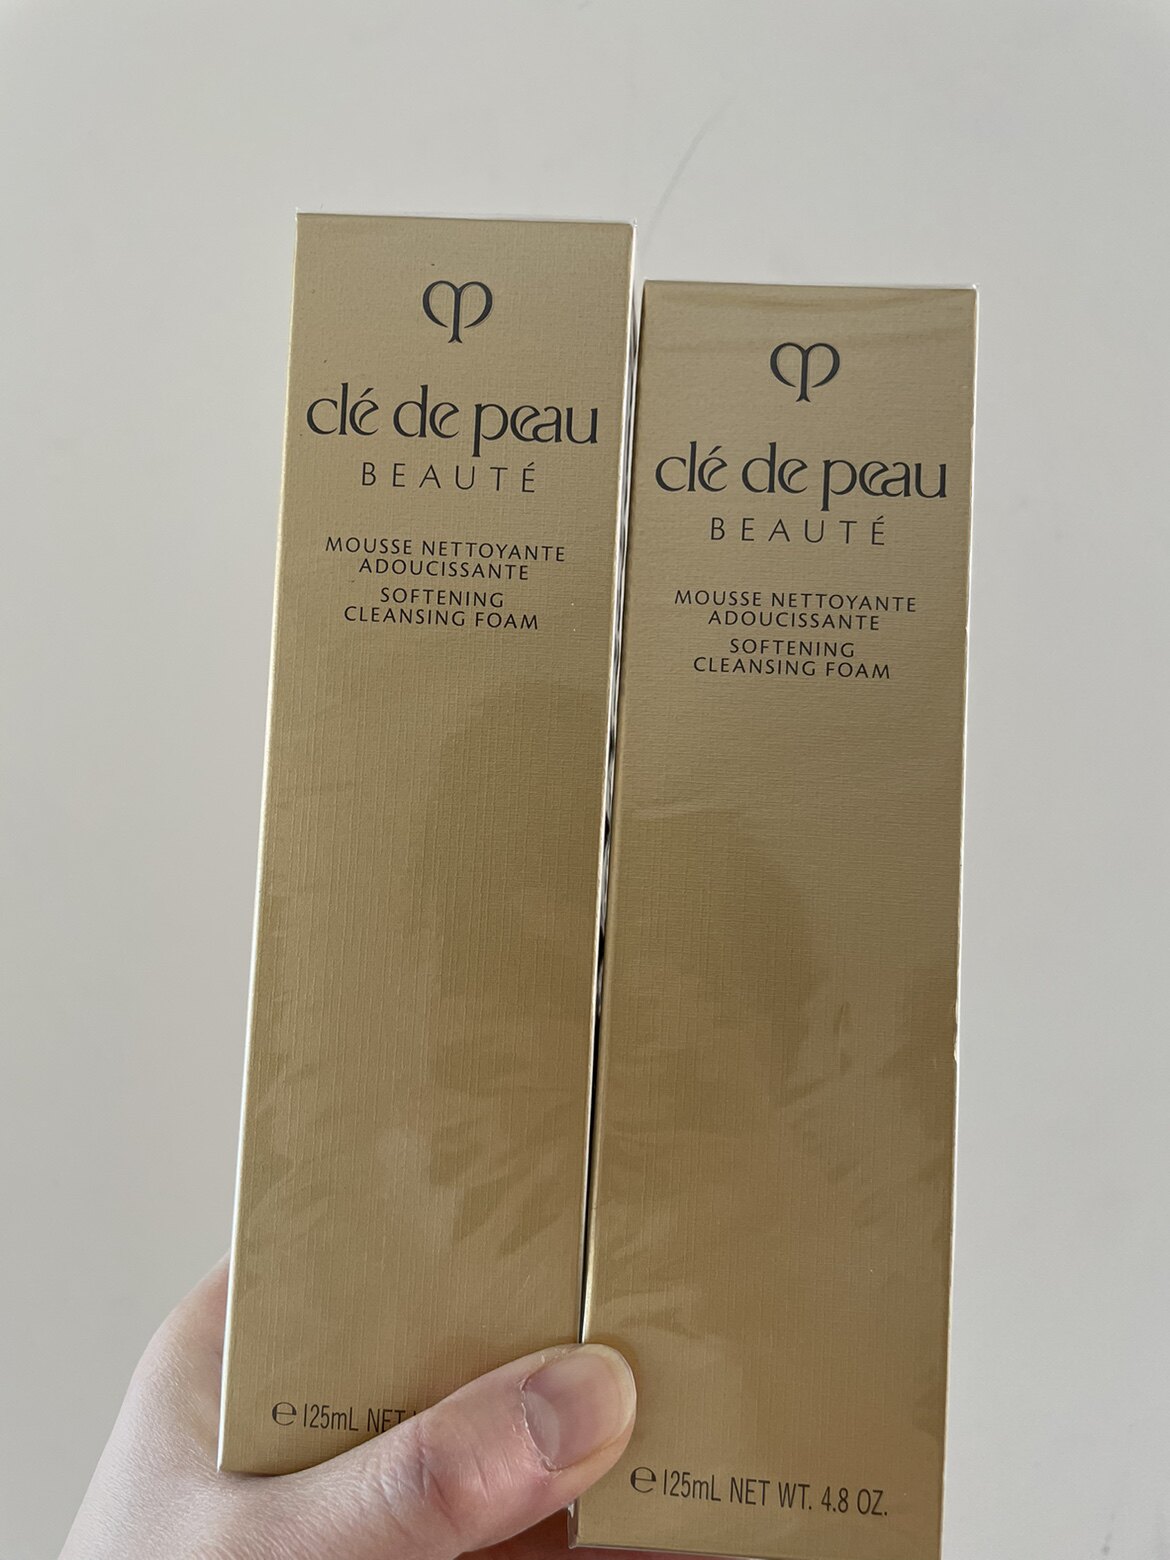 clé de peau
BEAUTÉ
MOUSSE NETTOYANTE
ADOUCISSANTE
SOFTENING
CLEANSING FOAM
℮125mL NET
clé de peau
BEAUTÉ
MOUSSE NETTOYANTE
ADOUCISSANTE
SOFTENING
CLEANSING FOAM
℮125mL NET WT. 4.8 OZ.